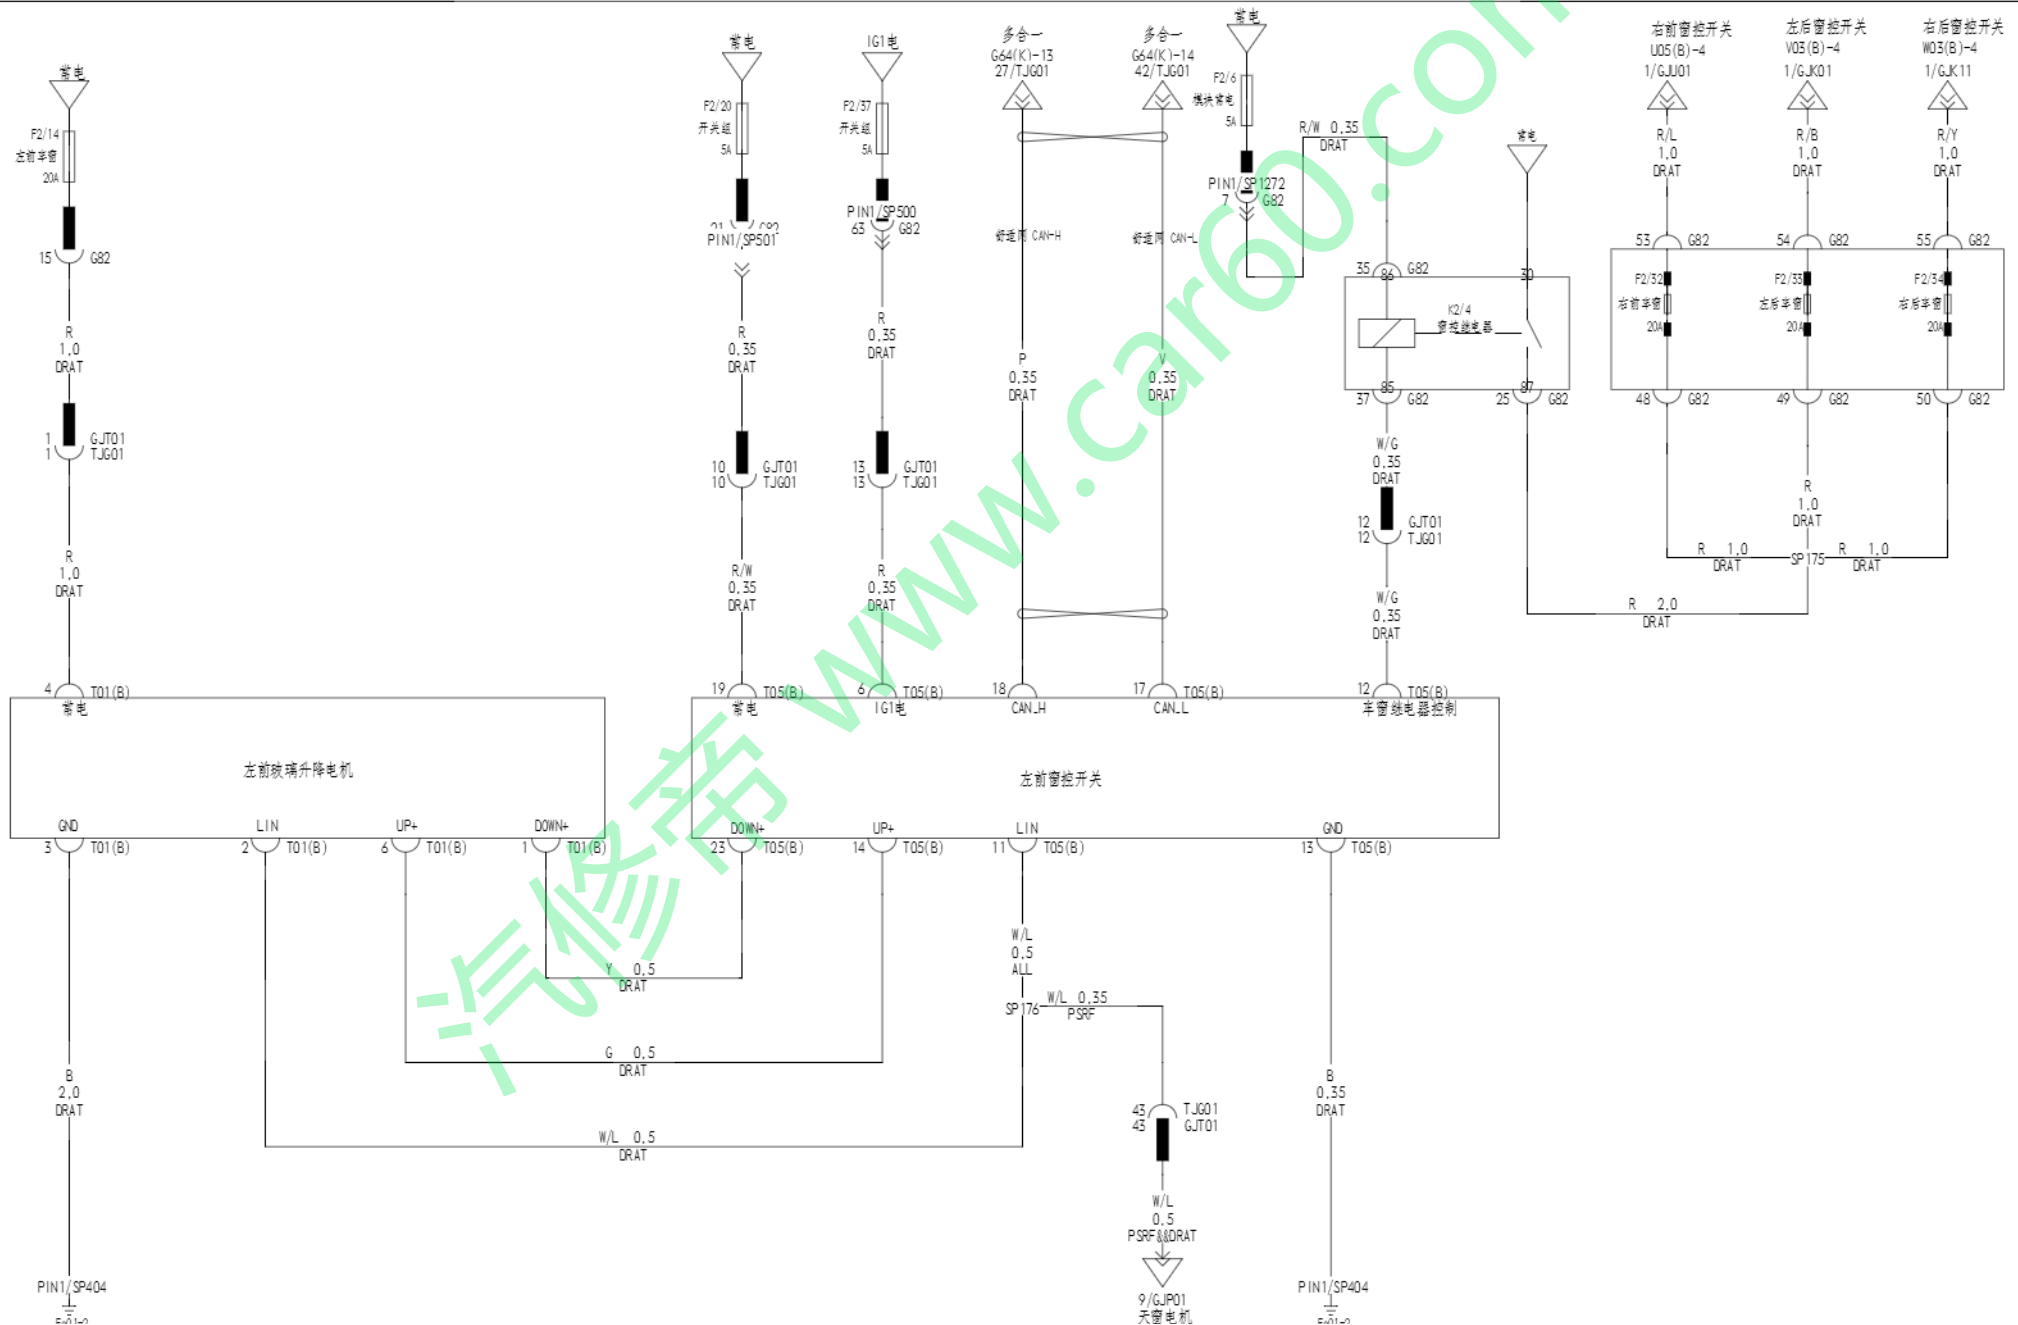 常电
F2/14
左前车窗
20A
15 G82
R
1.0
DRAT
1 GJT01
1 TJG01
R
1.0
DRAT
4 T01(B)
常电
左前玻璃升降电机
GND
3 T01(B)
LIN
2 T01(B)
UP+
6 T01(B)
DOWN+
1 T01(B)
B
2.0
DRAT
PIN1/SP404
常电
F2/20
开关组
5A
PIN1/SP501
R
0.35
DRAT
10 GJT01
10 TJG01
R/W
0.35
DRAT
19 T05(B)
常电
IG1电
F2/37
开关组
5A
PIN1/SP500
63 G82
R
0.35
DRAT
13 GJT01
13 TJG01
R
0.35
DRAT
6 T05(B)
IG1电
多合一
G64(K)-13
27/TJG01
舒适网 CAN-H
P
0.35
DRAT
18
CAN_H
多合一
G64(K)-14
42/TJG01
舒适网 CAN-L
V
0.35
DRAT
17 T05(B)
CAN_L
常电
F2/6
模块常电
5A
PIN1/SP1272
7 G82
R/W 0.35
DRAT
35 86 G82
常电
30
K2/4
窗控继电器
85
37 G82
87
25 G82
W/G
0.35
DRAT
12 GJT01
12 TJG01
W/G
0.35
DRAT
12 T05(B)
车窗继电器控制
右前窗控开关
U05(B)-4
1/GJU01
R/L
1.0
DRAT
53 G82
F2/32
右前车窗
20A
48 G82
左后窗控开关
V03(B)-4
1/GJK01
R/B
1.0
DRAT
54 G82
F2/33
左后车窗
20A
49 G82
右后窗控开关
W03(B)-4
1/GJK11
R/Y
1.0
DRAT
55 G82
F2/34
右后车窗
20A
50 G82
R
1.0
DRAT
R 1.0
DRAT
SP175
R 1.0
DRAT
R 2.0
DRAT
左前窗控开关
DOWN+
23 T05(B)
UP+
14 T05(B)
LIN
11 T05(B)
GND
13 T05(B)
Y 0.5
DRAT
G 0.5
DRAT
W/L 0.5
DRAT
W/L
0.5
ALL
SP176
W/L 0.35
PSRF
43 TJG01
43 GJT01
W/L
0.5
PSRF&&DRAT
9/GJP01
天窗电机
B
0.35
DRAT
PIN1/SP404
汽修帝 www.car60.com